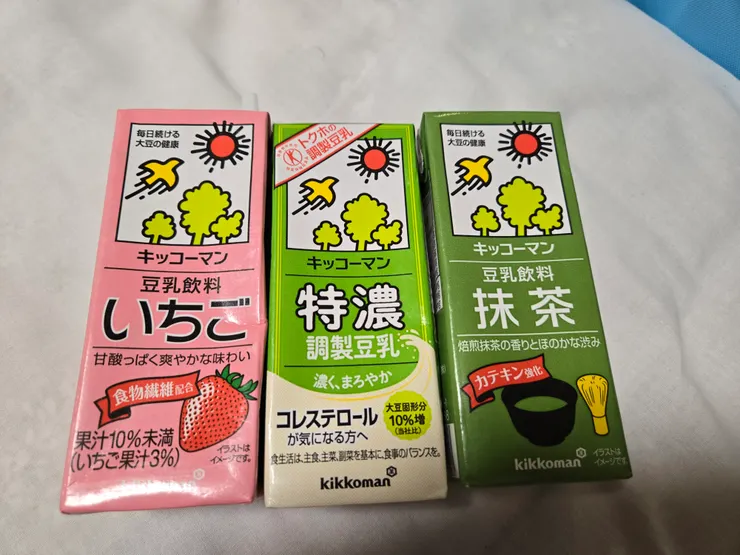 毎日続ける
大豆の健康
キッコーマン
豆乳飲料
いちご
甘酸っぱく爽やかな味わい
食物繊維配合
果汁10%未満
(いちご果汁3%)
イラストは
イメージです。
トクホの
調製豆乳
キッコーマン
特濃
調製豆乳
濃く、まろやか
コレステロール
が気になる方へ
大豆固形分
10%増
(当社比)
食生活は、主食、主菜、副菜を基本に、食事のバランスを。
kikkoman
毎日続ける
大豆の健康
キッコーマン
豆乳飲料
抹茶
焙煎抹茶の香りとほのかな渋み
カテキン強化
イラストは
イメージです。
kikkoman